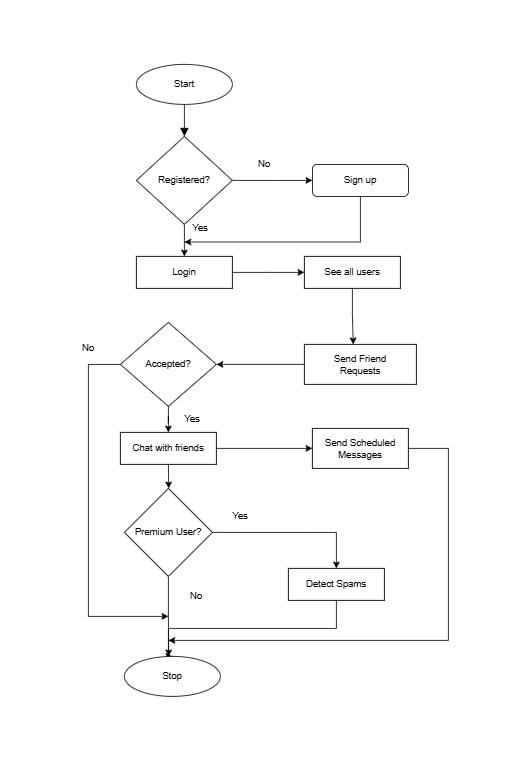 Start
No
Registered?
Sign up
Yes
Login
See all users
No
Accepted?
Send Friend
Requests
Yes
Chat with friends
Send Scheduled
Messages
Yes
Premium User?
Detect Spams
No
Stop